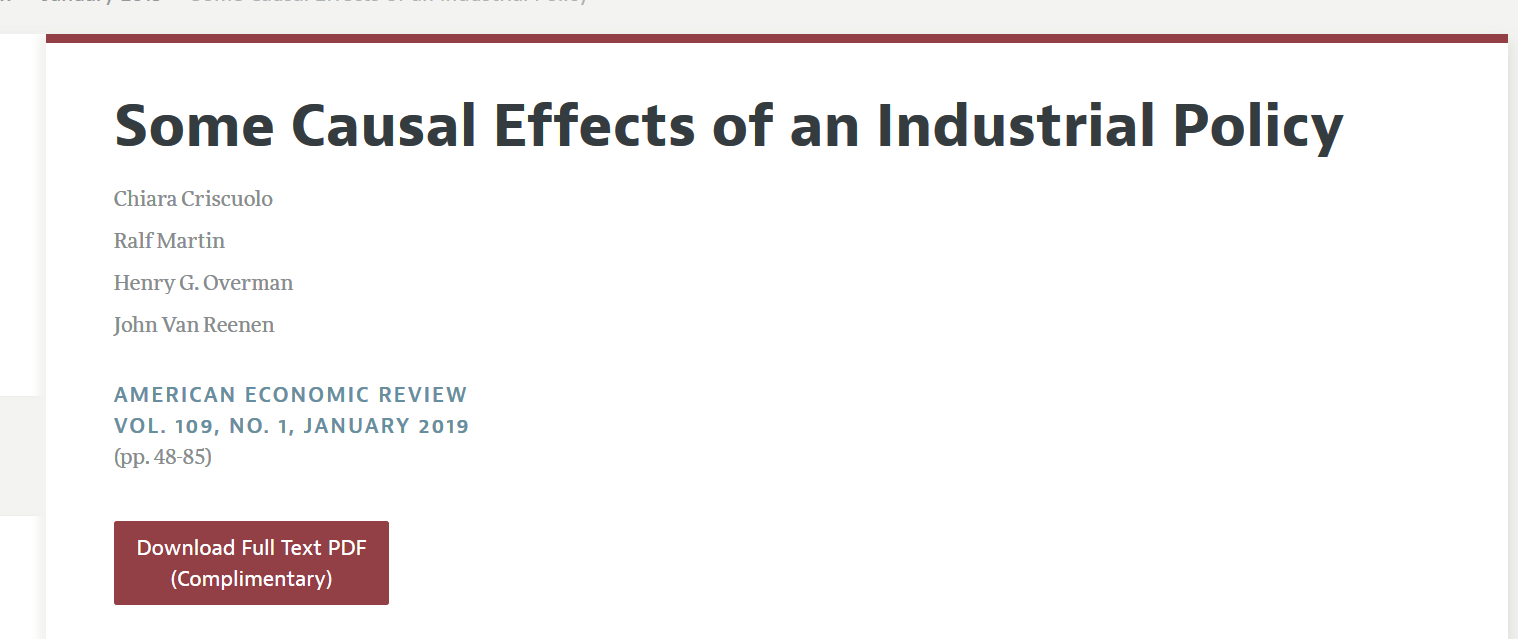 Some Causal Effects of an Industrial Policy
Chiara Criscuolo
Ralf Martin
Henry G. Overman
John Van Reenen
AMERICAN ECONOMIC REVIEW
VOL. 109, NO. 1, JANUARY 2019
(pp. 48-85)
Download Full Text PDF
(Complimentary)